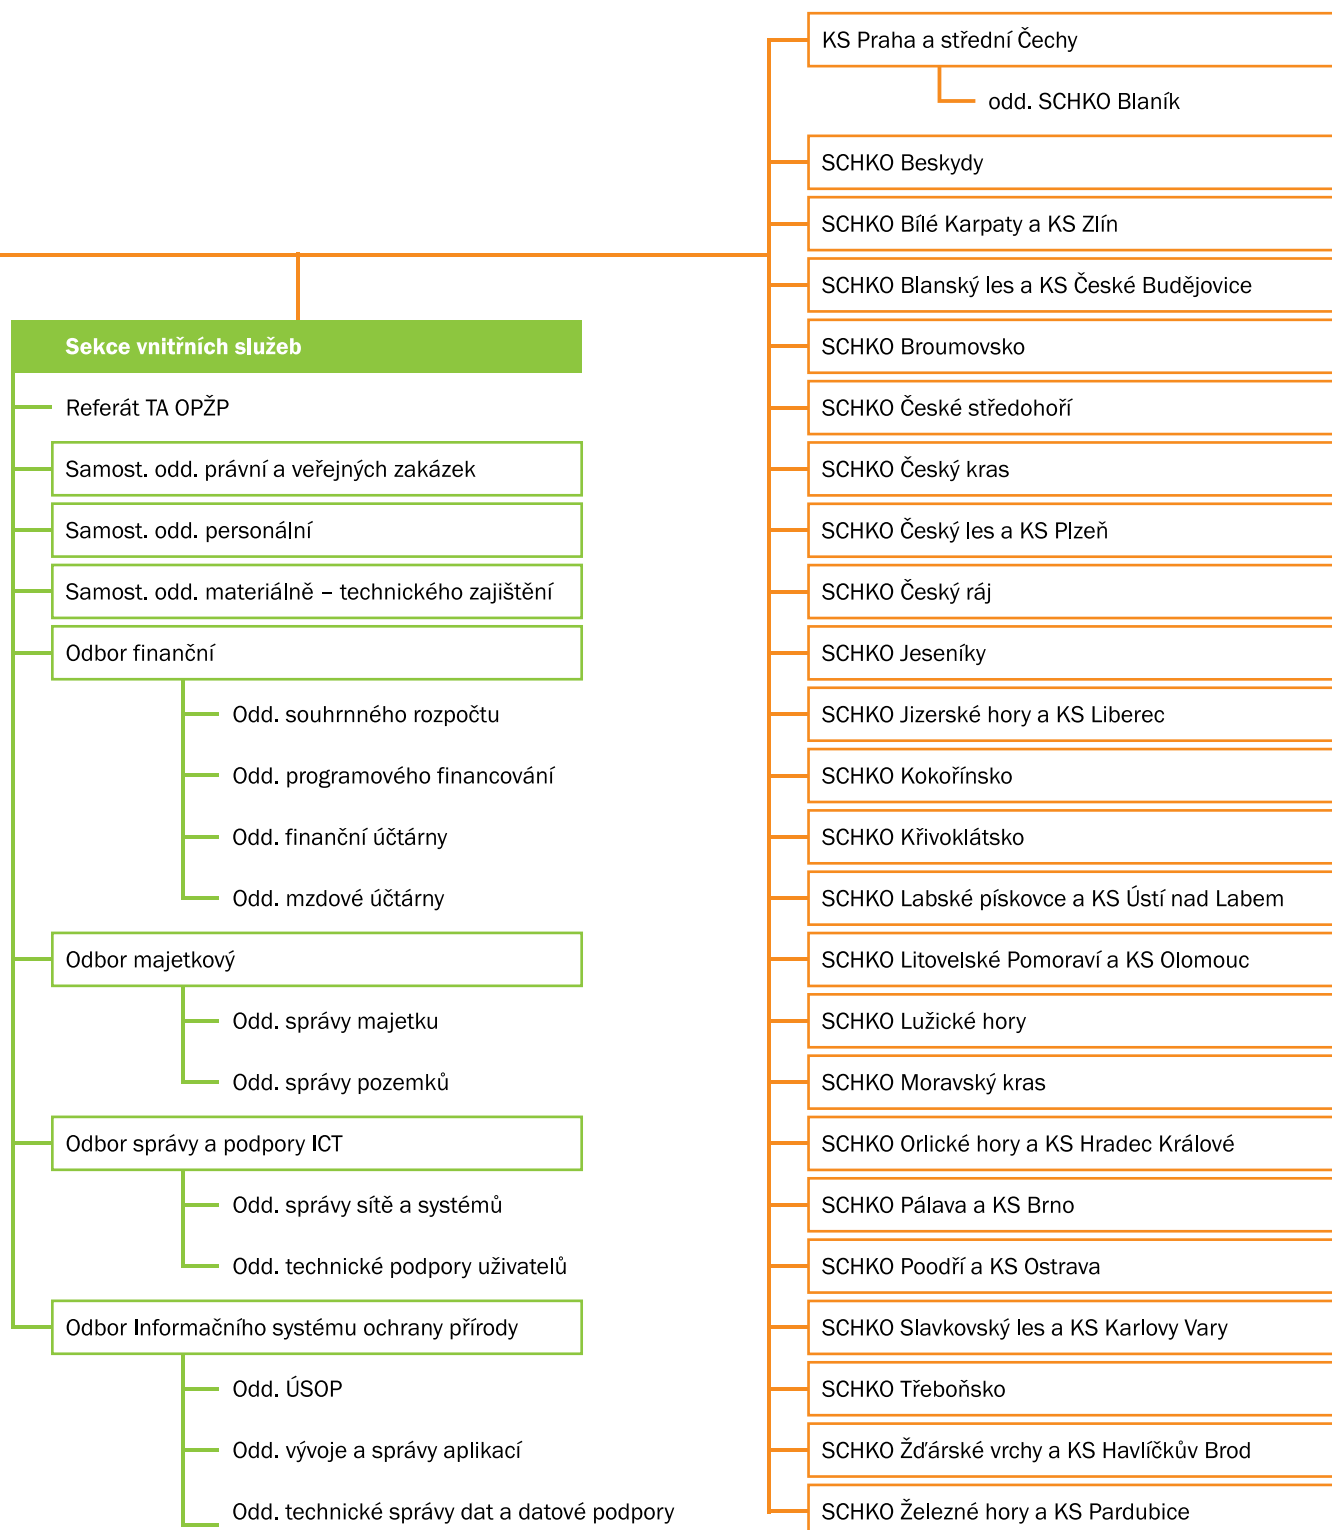 Sekce vnitřních služeb
Referát TA OPŽP
Samost. odd. právní a veřejných zakázek
Samost. odd. personální
Samost. odd. materiálně – technického zajištění
Odbor finanční
Odd. souhrnného rozpočtu
Odd. programového financování
Odd. finanční účtárny
Odd. mzdové účtárny
Odbor majetkový
Odd. správy majetku
Odd. správy pozemků
Odbor správy a podpory ICT
Odd. správy sítě a systémů
Odd. technické podpory uživatelů
Odbor Informačního systému ochrany přírody
Odd. ÚSOP
Odd. vývoje a správy aplikací
Odd. technické správy dat a datové podpory
KS Praha a střední Čechy
odd. SCHKO Blaník
SCHKO Beskydy
SCHKO Bílé Karpaty a KS Zlín
SCHKO Blanský les a KS České Budějovice
SCHKO Broumovsko
SCHKO České středohoří
SCHKO Český kras
SCHKO Český les a KS Plzeň
SCHKO Český ráj
SCHKO Jeseníky
SCHKO Jizerské hory a KS Liberec
SCHKO Kokořínsko
SCHKO Křivoklátsko
SCHKO Labské pískovce a KS Ústí nad Labem
SCHKO Litovelské Pomoraví a KS Olomouc
SCHKO Lužické hory
SCHKO Moravský kras
SCHKO Orlické hory a KS Hradec Králové
SCHKO Pálava a KS Brno
SCHKO Poodří a KS Ostrava
SCHKO Slavkovský les a KS Karlovy Vary
SCHKO Třeboňsko
SCHKO Žďárské vrchy a KS Havlíčkův Brod
SCHKO Železné hory a KS Pardubice